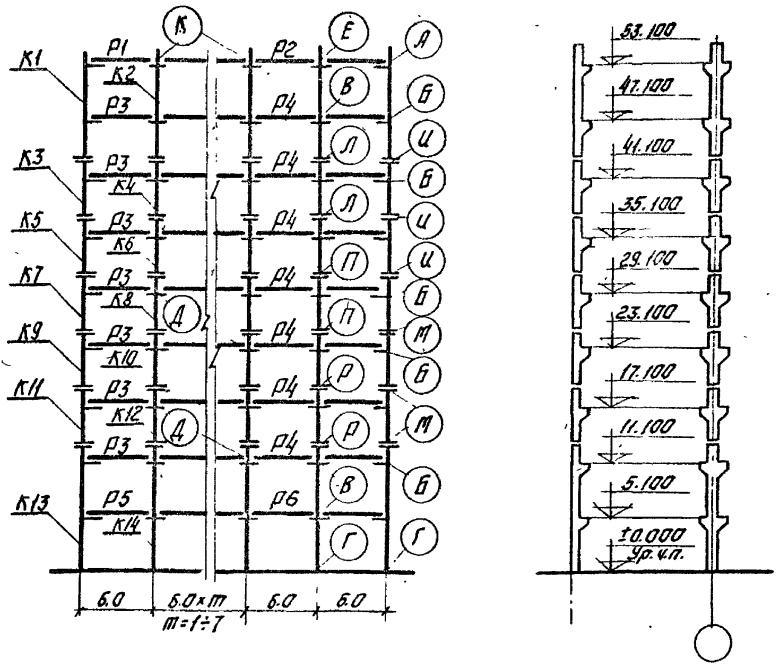 К Е А
К1 Р1 К2 Р2
Р3 Р4 В Б
К3 Р3 Р4 Л И
К4 Б
К5 Р3 Р4 Л И
К6
К7 Р3 Р4 П И
К8 Д Б
К9 Р3 Р4 П М
К10 Б
К11 Р3 Р4 Р
К12 Д М
Р3 Р4 Р
К13 Р5 Р6 В Б
К14 Г Г
6.0 6.0×m 6.0 6.0
m=1÷7
53.100
47.100
41.100
35.100
29.100
23.100
17.100
11.100
5.100
±0.000
Ур.ч.п.